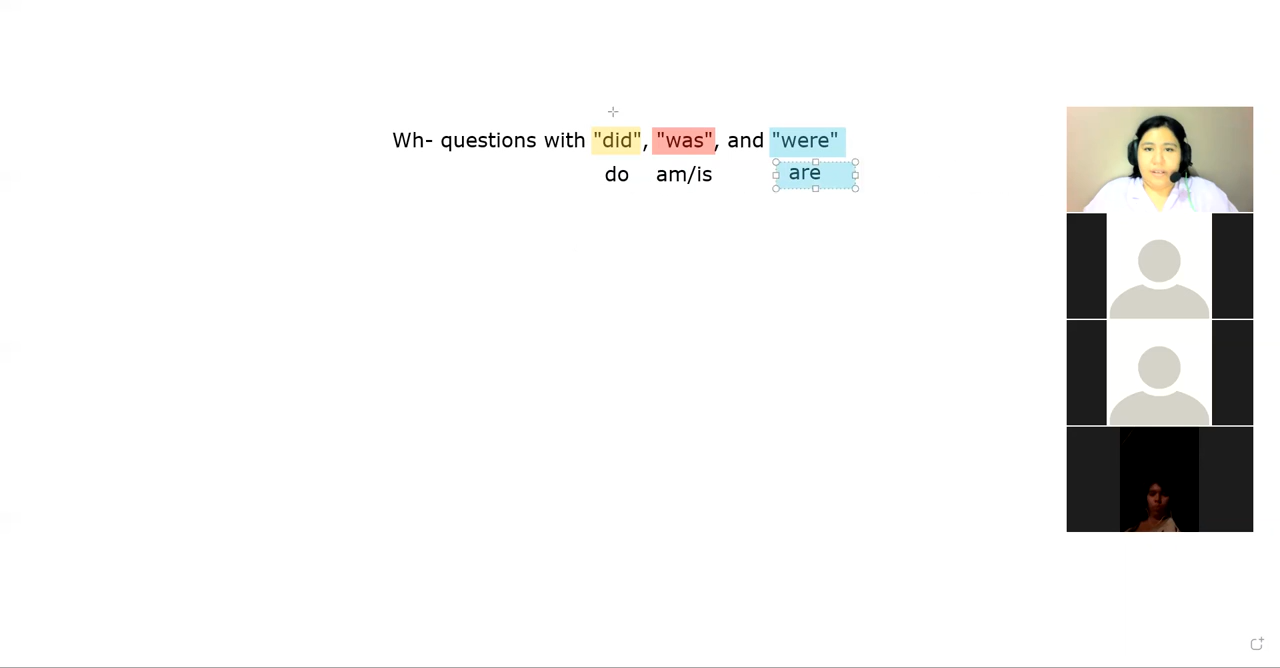 Wh- questions with "did", "was", and "were"
do am/is are